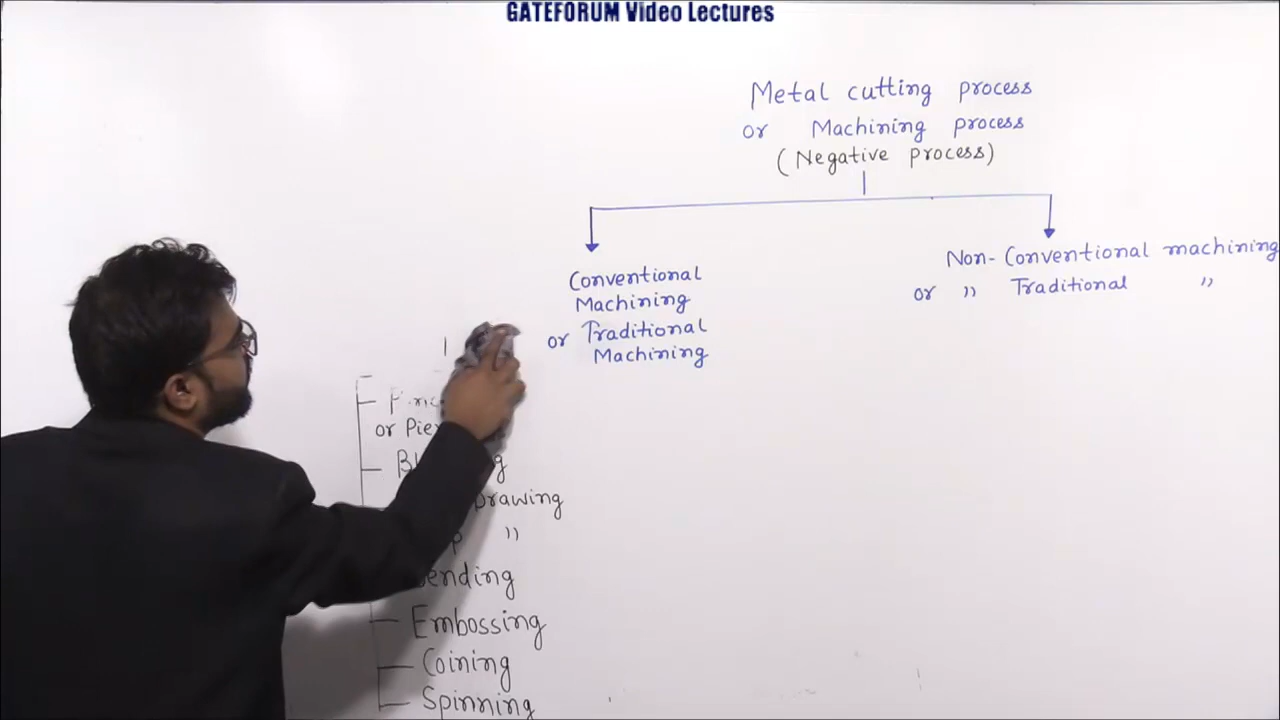 GATEFORUM Video Lectures
Metal cutting process
or Machining process
(Negative process)
Conventional
Machining
or Traditional
Machining
Non-Conventional machining
or " Traditional "
or
Drawing
"
Bending
Embossing
Coining
Spinning